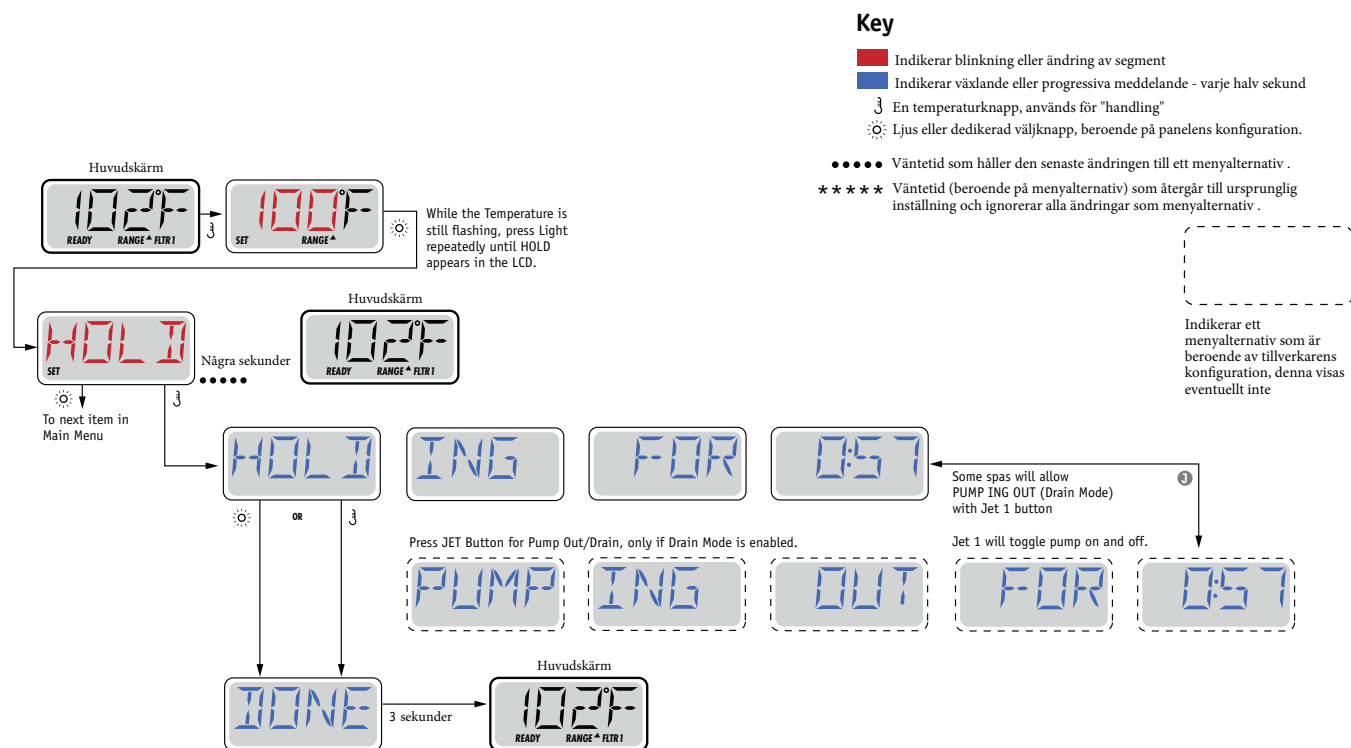 Key
Indikerar blinkning eller ändring av segment
Indikerar växlande eller progressiva meddelande - varje halv sekund
En temperaturknapp, används för "handling"
Ljus eller dedikerad väljknapp, beroende på panelens konfiguration.
••••• Väntetid som håller den senaste ändringen till ett menyalternativ .
***** Väntetid (beroende på menyalternativ) som återgår till ursprunglig
inställning och ignorerar alla ändringar som menyalternativ .
Indikerar ett
menyalternativ som är
beroende av tillverkarens
konfiguration, denna visas
eventuellt inte
Huvudskärm
102°F
READY RANGE FLTR1
100°F
SET RANGE
While the Temperature is
still flashing, press Light
repeatedly until HOLD
appears in the LCD.
HOLD
SET
Några sekunder
•••••
Huvudskärm
102°F
READY RANGE FLTR1
To next item in
Main Menu
HOLD
ING
FOR
0:57
Some spas will allow
PUMP ING OUT (Drain Mode)
with Jet 1 button
J
OR
Press JET Button for Pump Out/Drain, only if Drain Mode is enabled.
Jet 1 will toggle pump on and off.
PUMP
ING
OUT
FOR
0:57
DONE
3 sekunder
Huvudskärm
102°F
READY RANGE FLTR1